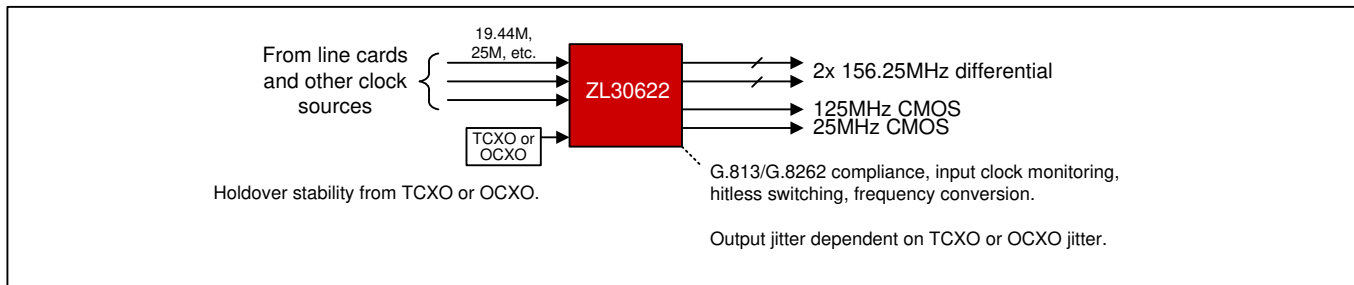 From line cards
and other clock
sources
19.44M,
25M, etc.
ZL30622
TCXO or
OCXO
2x 156.25MHz differential
125MHz CMOS
25MHz CMOS
Holdover stability from TCXO or OCXO.
G.813/G.8262 compliance, input clock monitoring,
hitless switching, frequency conversion.
Output jitter dependent on TCXO or OCXO jitter.